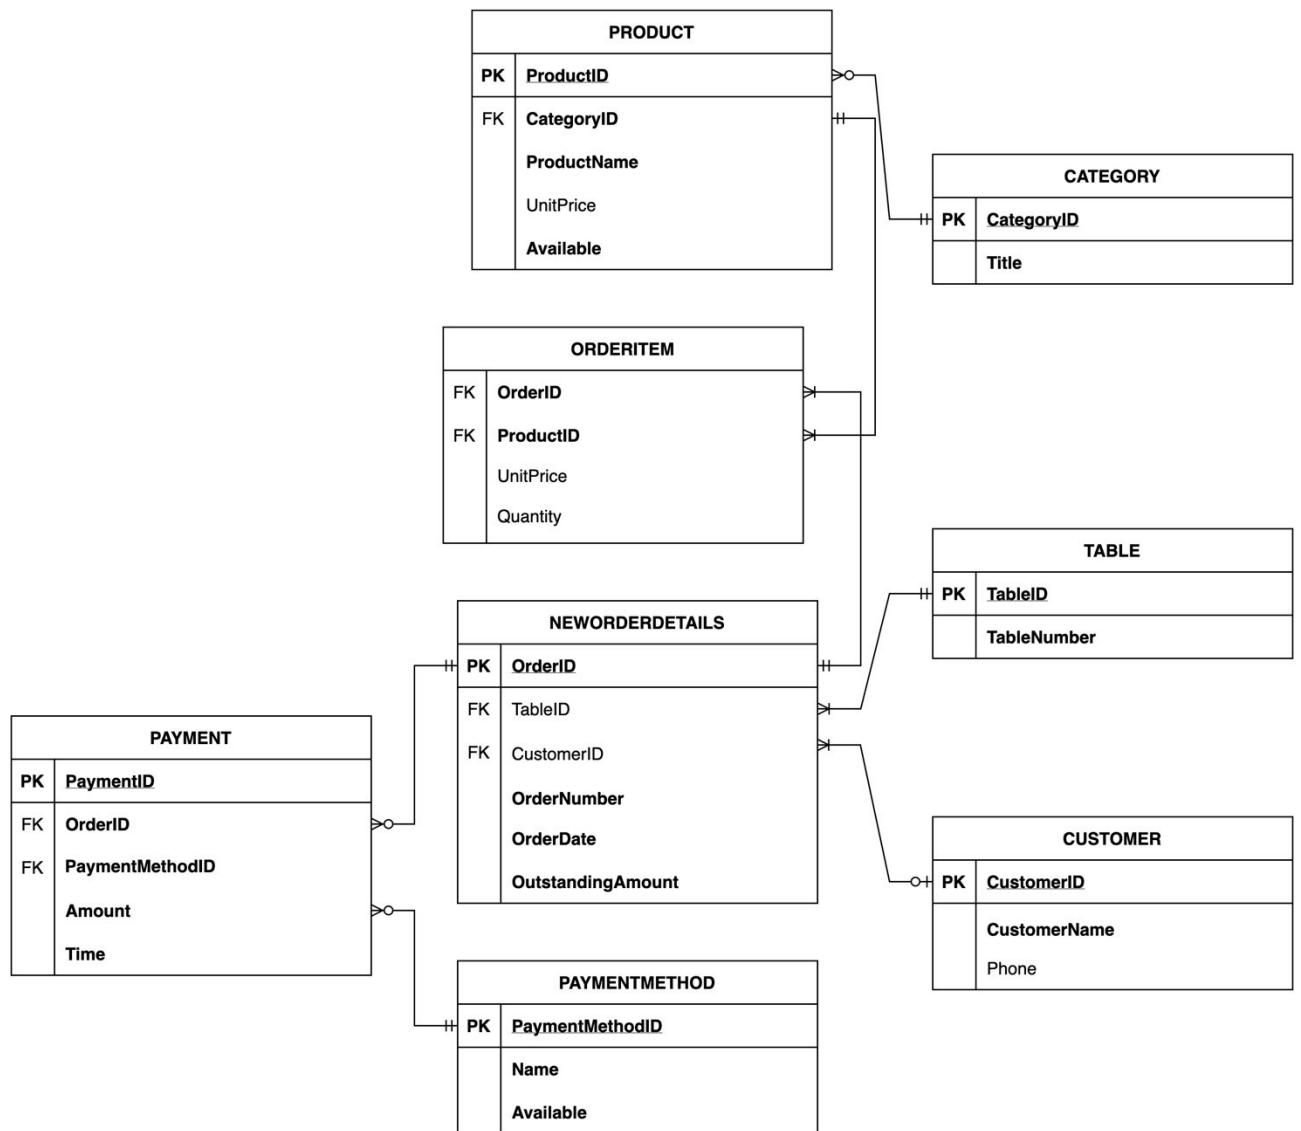 PRODUCT
PK ProductID
FK CategoryID
ProductName
UnitPrice
Available
CATEGORY
PK CategoryID
Title
ORDERITEM
FK OrderID
FK ProductID
UnitPrice
Quantity
TABLE
PK TableID
TableNumber
NEWORDERDETAILS
PK OrderID
FK TableID
FK CustomerID
OrderNumber
OrderDate
OutstandingAmount
PAYMENT
PK PaymentID
FK OrderID
FK PaymentMethodID
Amount
Time
CUSTOMER
PK CustomerID
CustomerName
Phone
PAYMENTMETHOD
PK PaymentMethodID
Name
Available